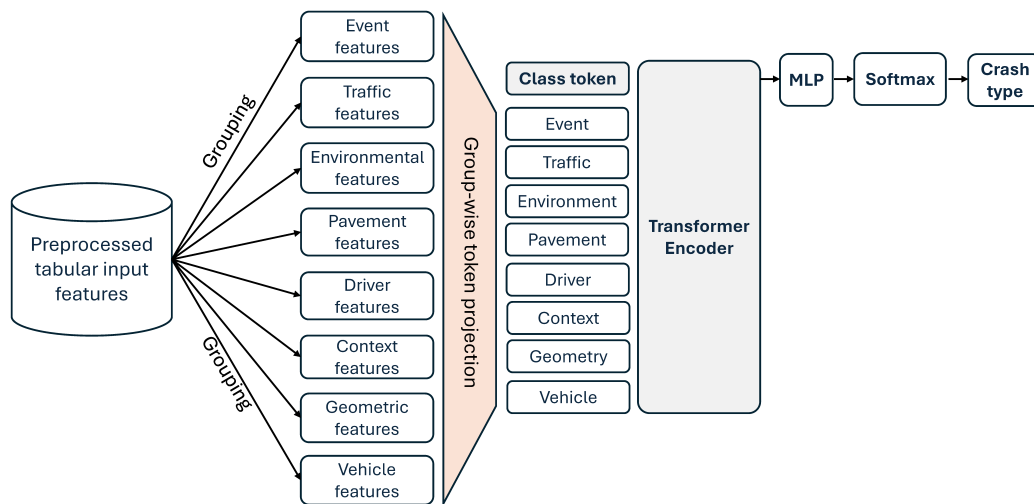 Preprocessed
tabular input
features
Grouping
Grouping
Event
features
Traffic
features
Environmental
features
Pavement
features
Driver
features
Context
features
Geometric
features
Vehicle
features
Group-wise token projection
Class token
Event
Traffic
Environment
Pavement
Driver
Context
Geometry
Vehicle
Transformer
Encoder
MLP
Softmax
Crash
type